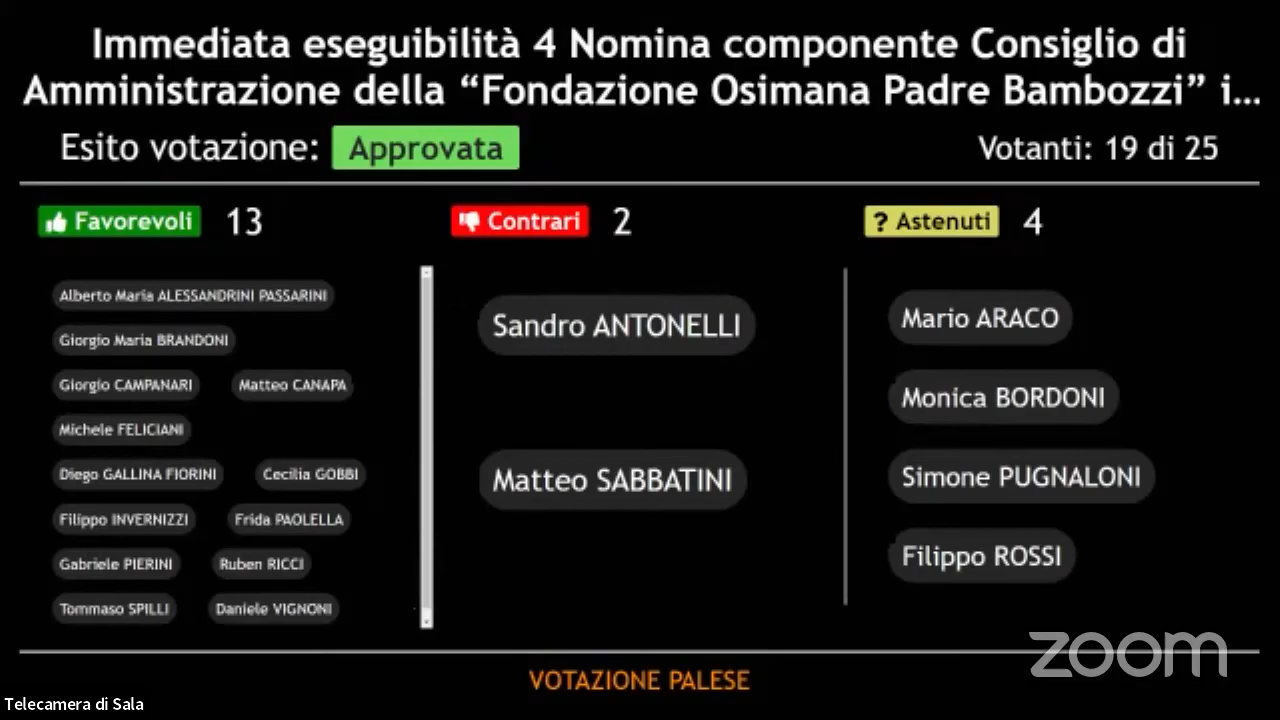 Immediata eseguibilità 4 Nomina componente Consiglio di
Amministrazione della “Fondazione Osimana Padre Bambozzi” i...
Esito votazione: Approvata
Votanti: 19 di 25
Favorevoli 13
Alberto Maria ALESSANDRINI PASSARINI
Giorgio Maria BRANDONI
Giorgio CAMPANARI
Matteo CANAPA
Michele FELICIANI
Diego GALLINA FIORINI
Cecilia GOBBI
Filippo INVERNIZZI
Frida PAOLELLA
Gabriele PIERINI
Ruben RICCI
Tommaso SPILLI
Daniele VIGNONI
Contrari 2
Sandro ANTONELLI
Matteo SABBATINI
? Astenuti 4
Mario ARACO
Monica BORDONI
Simone PUGNALONI
Filippo ROSSI
zoom
VOTAZIONE PALESE
Telecamera di Sala